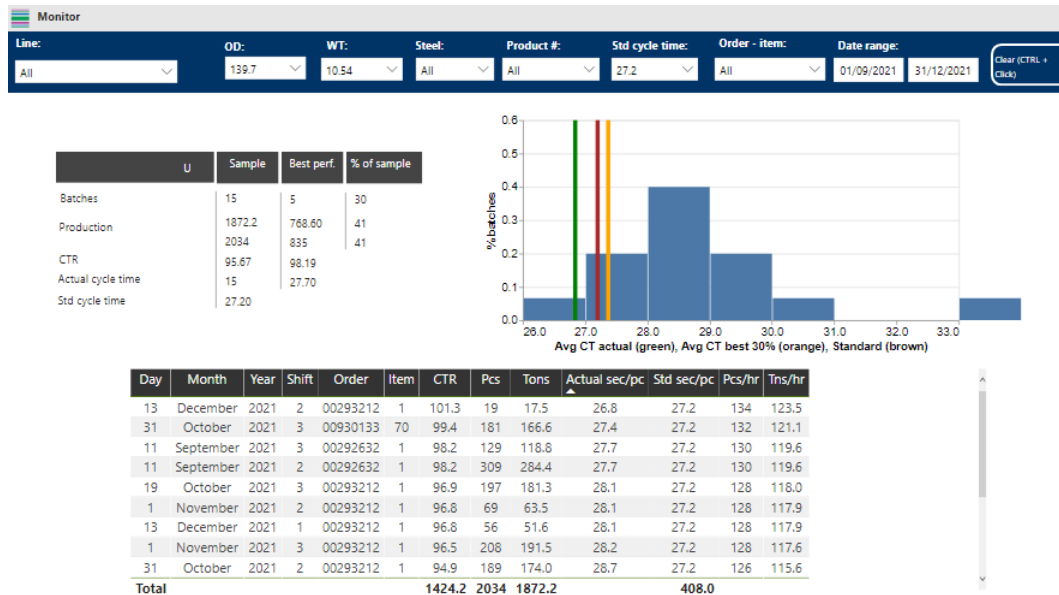 Monitor
Line: OD: WT: Steel: Product #: Std cycle time: Order - item: Date range:
All 139.7 10.54 All All 27.2 All 01/09/2021 31/12/2021 Clear (CTRL +
Click)
U Sample Best perf. % of sample
Batches 15 5 30
Production 1872.2 768.60 41
2034 835 41
CTR 95.67 98.19
Actual cycle time 15 27.70
Std cycle time 27.20
%batches
0.6
0.5
0.4
0.3
0.2
0.1
0.0
26.0 27.0 28.0 29.0 30.0 31.0 32.0 33.0
Avg CT actual (green), Avg CT best 30% (orange), Standard (brown)
Day Month Year Shift Order Item CTR Pcs Tons Actual sec/pc Std sec/pc Pcs/hr Tns/hr
13 December 2021 2 00293212 1 101.3 19 17.5 26.8 27.2 134 123.5
31 October 2021 3 00930133 70 99.4 181 166.6 27.4 27.2 132 121.1
11 September 2021 3 00292632 1 98.2 129 118.8 27.7 27.2 130 119.6
11 September 2021 2 00292632 1 98.2 309 284.4 27.7 27.2 130 119.6
19 October 2021 3 00293212 1 96.9 197 181.3 28.1 27.2 128 118.0
1 November 2021 2 00293212 1 96.8 69 63.5 28.1 27.2 128 117.9
13 December 2021 1 00293212 1 96.8 56 51.6 28.1 27.2 128 117.9
1 November 2021 3 00293212 1 96.5 208 191.5 28.2 27.2 128 117.6
31 October 2021 2 00293212 1 94.9 189 174.0 28.7 27.2 126 115.6
Total 1424.2 2034 1872.2 408.0